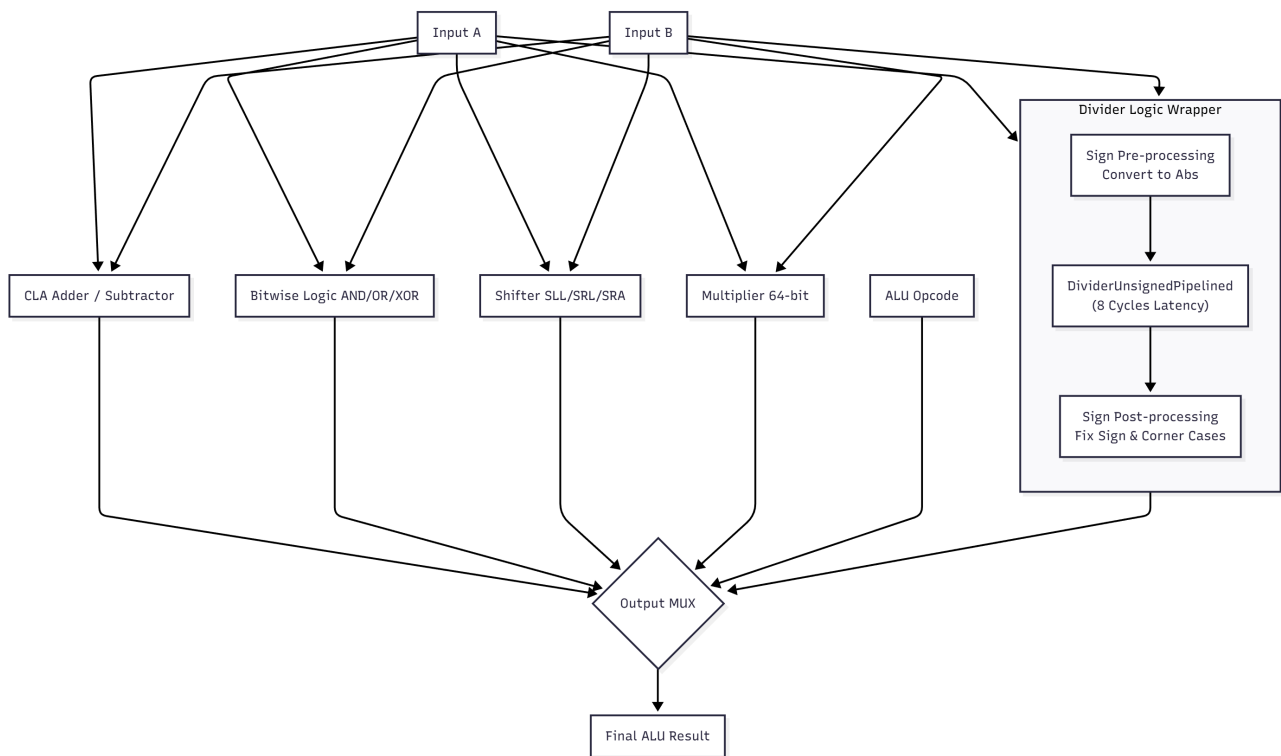 Input A
Input B
Divider Logic Wrapper
Sign Pre-processing
Convert to Abs
CLA Adder / Subtractor
Bitwise Logic AND/OR/XOR
Shifter SLL/SRL/SRA
Multiplier 64-bit
ALU Opcode
DividerUnsignedPipelined
(8 Cycles Latency)
Sign Post-processing
Fix Sign & Corner Cases
Output MUX
Final ALU Result